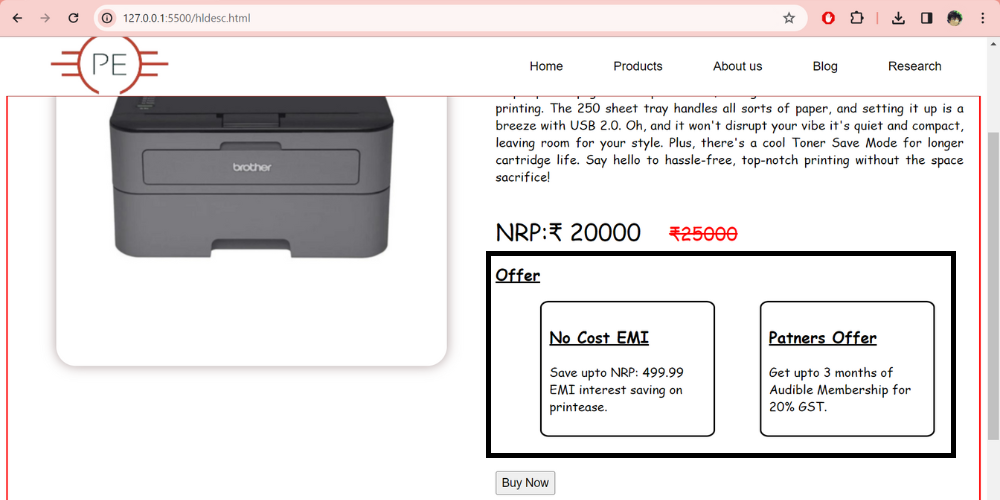 127.0.0.1:5500/hldesc.html
PE
Home Products About us Blog Research
printing. The 250 sheet tray handles all sorts of paper, and setting it up is a
breeze with USB 2.0. Oh, and it won't disrupt your vibe it's quiet and compact,
leaving room for your style. Plus, there's a cool Toner Save Mode for longer
cartridge life. Say hello to hassle-free, top-notch printing without the space
sacrifice!
brother
NRP:₹ 20000 ₹25000
Offer
No Cost EMI
Save upto NRP: 499.99
EMI interest saving on
printease.
Patners Offer
Get upto 3 months of
Audible Membership for
20% GST.
Buy Now